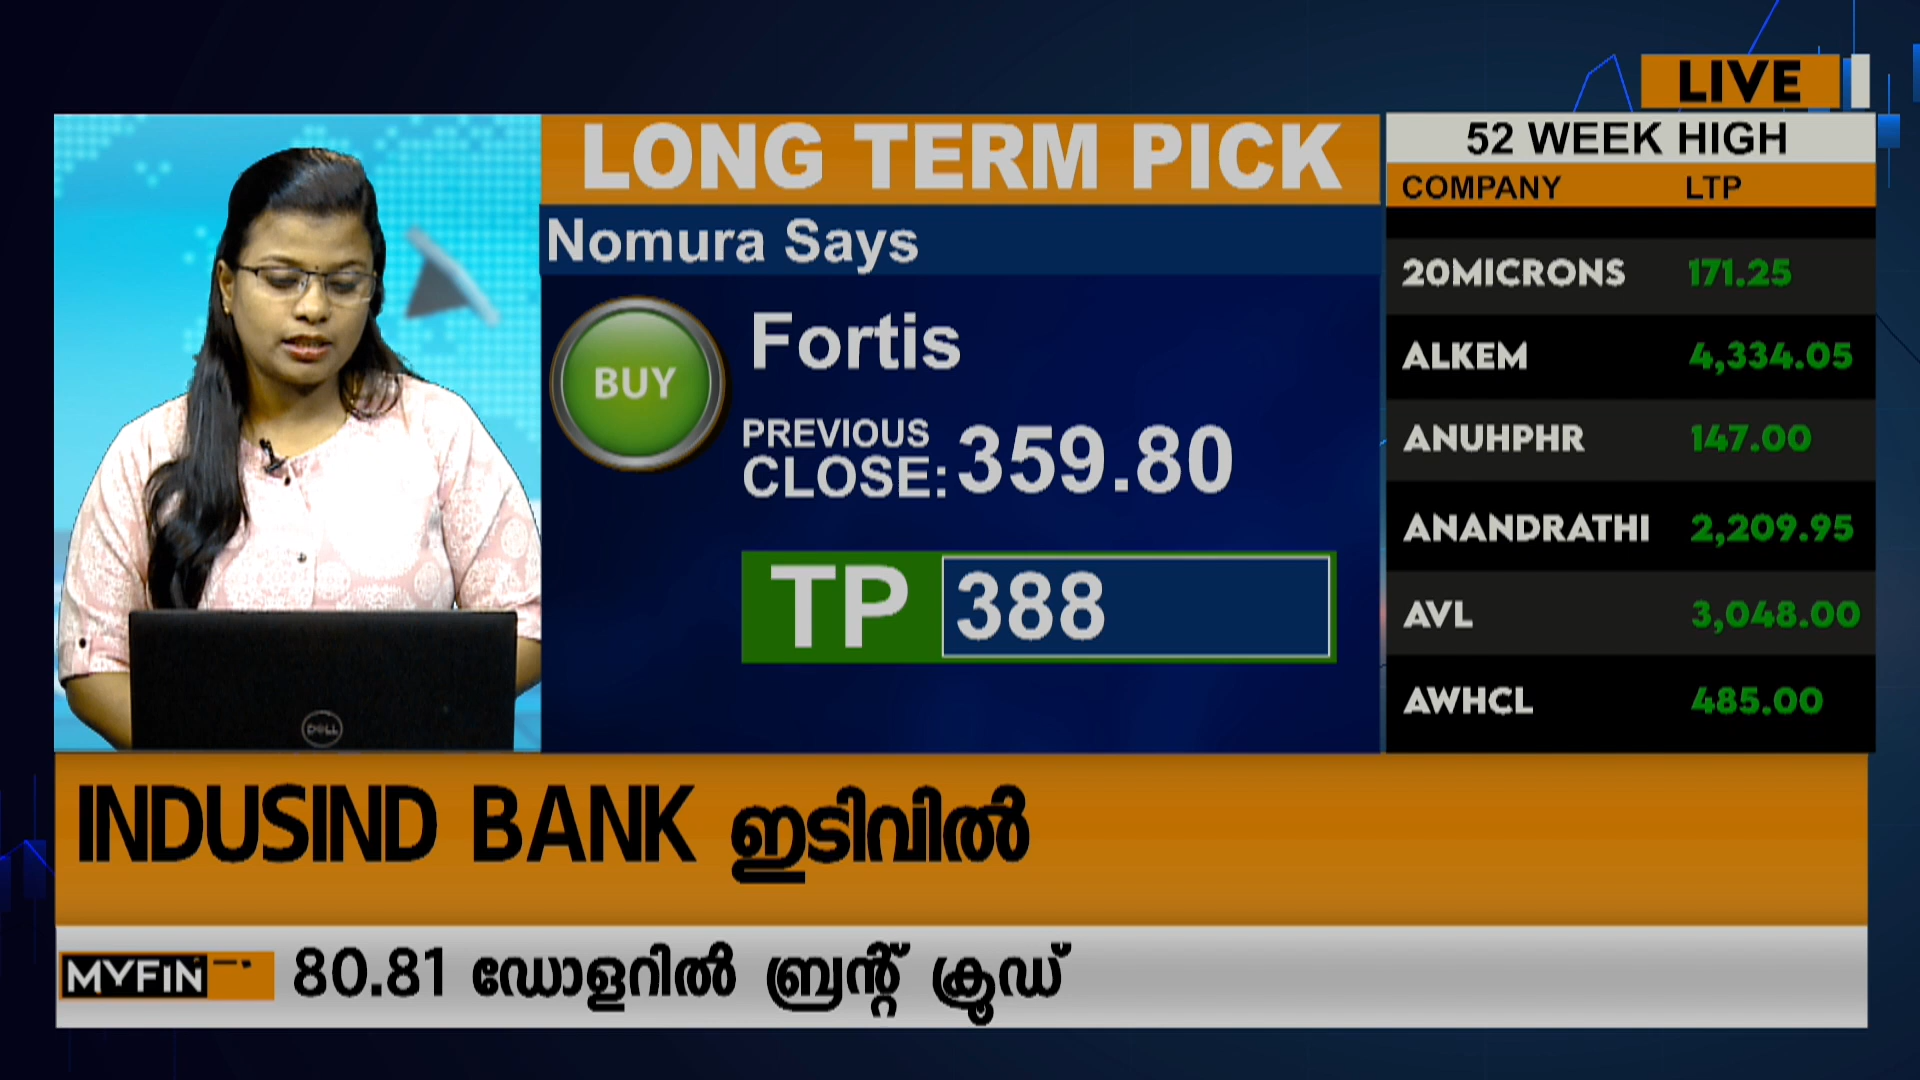 LIVE
LONG TERM PICK
Nomura Says
BUY
Fortis
PREVIOUS
CLOSE: 359.80
TP 388
52 WEEK HIGH
COMPANY LTP
20MICRONS 171.25
ALKEM 4,334.05
ANUHPHR 147.00
ANANDRATHI 2,209.95
AVL 3,048.00
AWHCL 485.00
DELL
INDUSIND BANK ഇടിവിൽ
MYFIN 80.81 ഡോളറിൽ ബ്രന്റ് ക്രൂഡ്